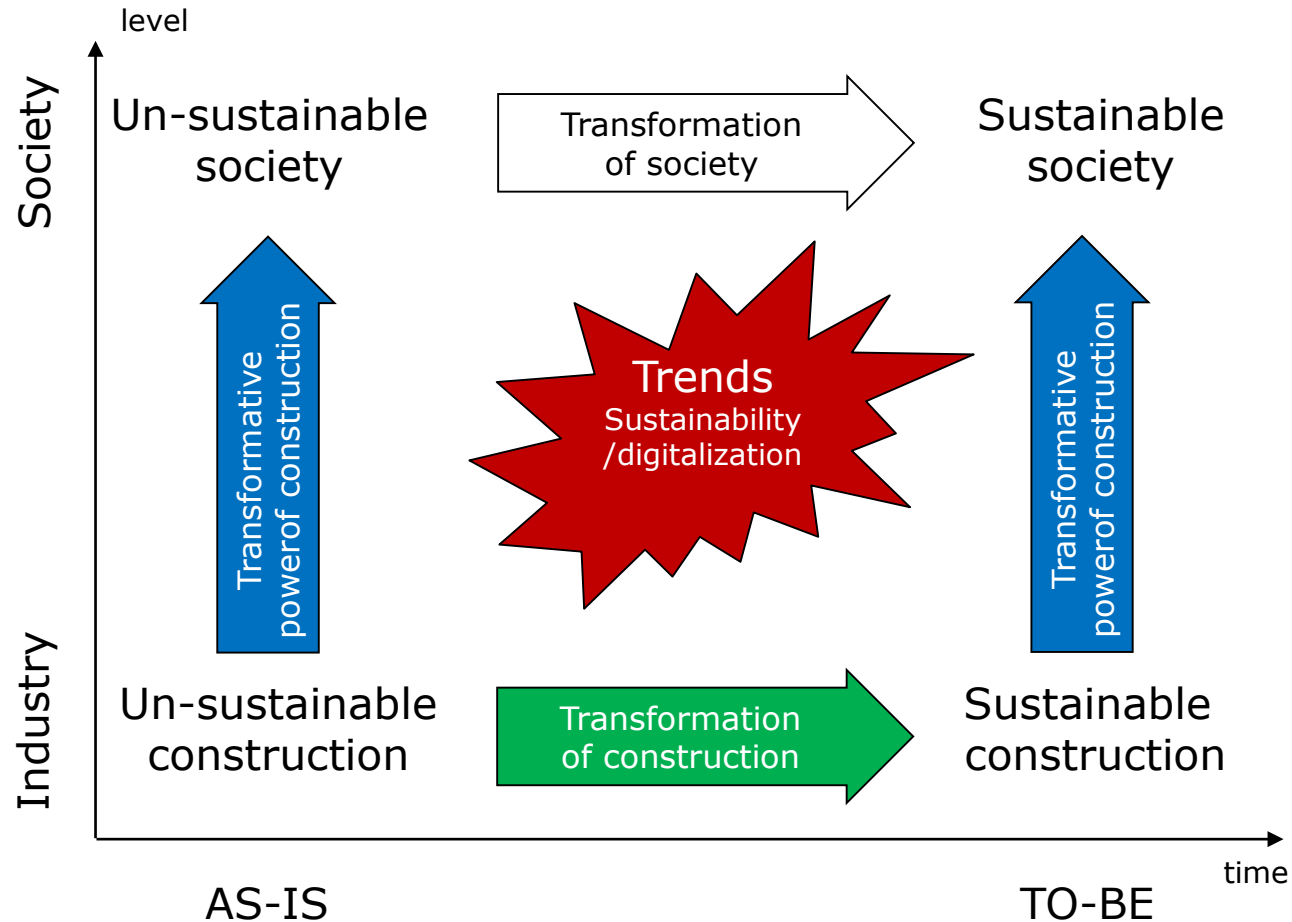 level
Society
Un-sustainable
society
Transformation
of society
Sustainable
society
Transformative
powerof construction
Trends
Sustainability
/digitalization
Transformative
powerof construction
Industry
Un-sustainable
construction
Transformation
of construction
Sustainable
construction
time
AS-IS
TO-BE